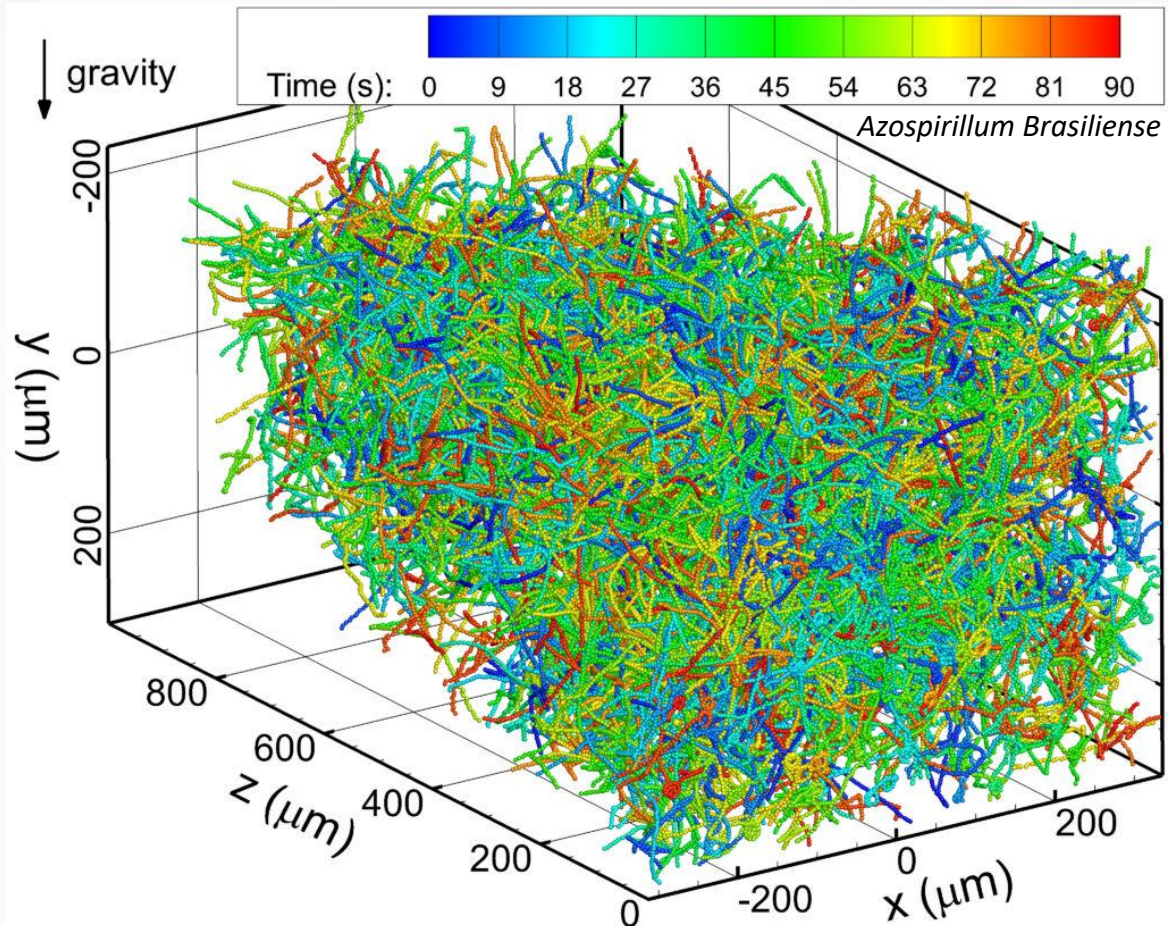 gravity
Time (s): 0 9 18 27 36 45 54 63 72 81 90
Azospirillum Brasiliense
-200
0
200
y (μm)
800
600
400
200
0
z (μm)
-200
0
200
x (μm)